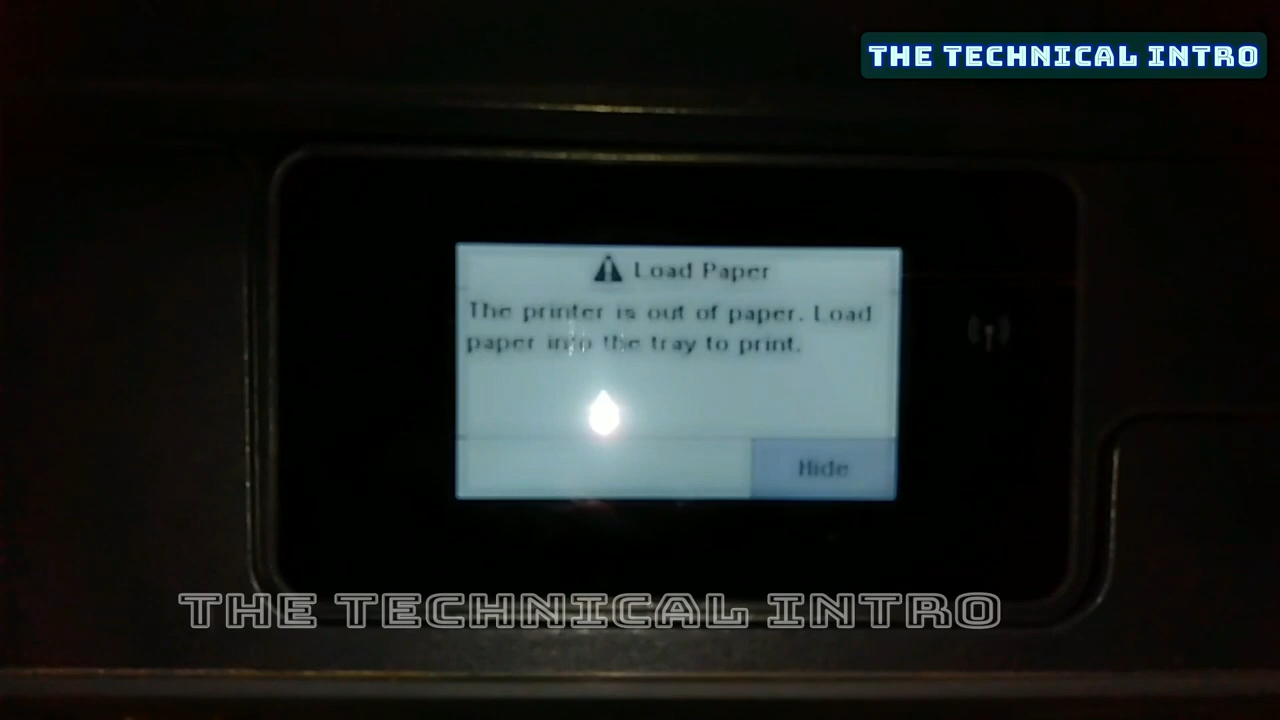 THE TECHNICAL INTRO
Load Paper
The printer is out of paper. Load
paper into the tray to print.
Hide
THE TECHNICAL INTRO